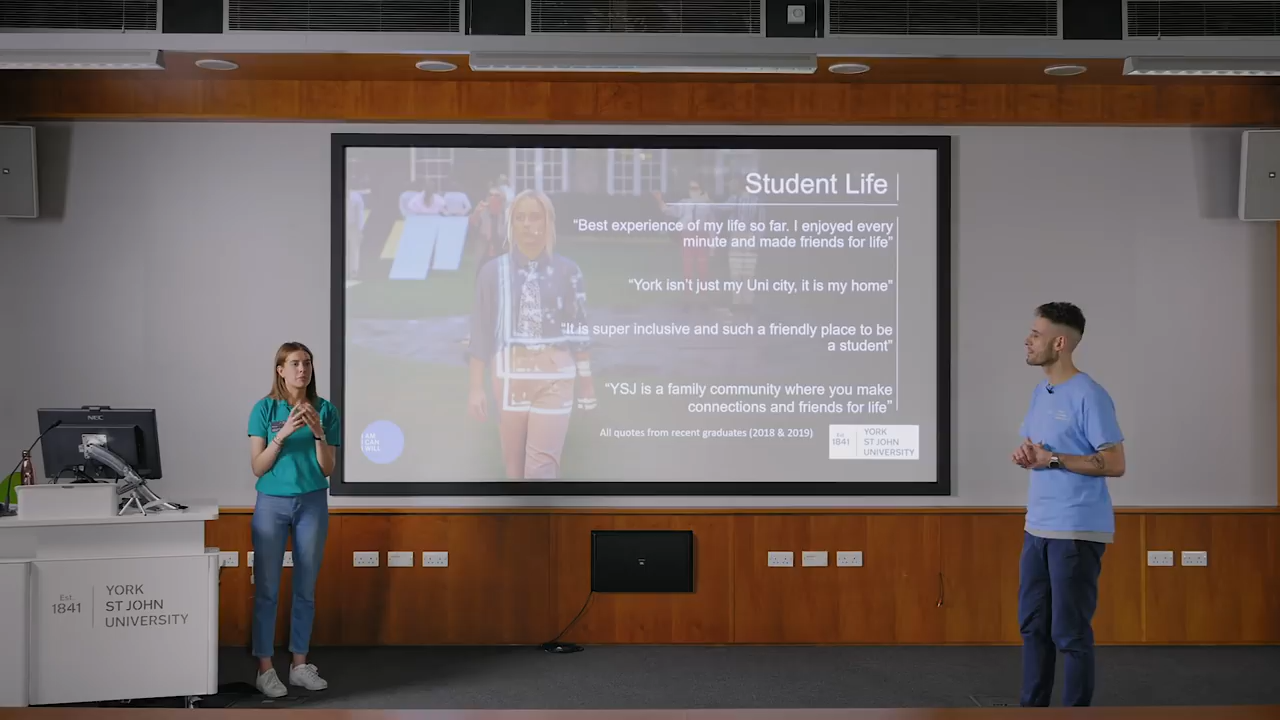 Student Life
“Best experience of my life so far. I enjoyed every
minute and made friends for life”
“York isn’t just my Uni city, it is my home”
“It is super inclusive and such a friendly place to be
a student”
“YSJ is a family community where you make
connections and friends for life”
All quotes from recent graduates (2018 & 2019)
I AM
CAN
WILL
Est.
1841
YORK
ST JOHN
UNIVERSITY
NEC
Est.
1841
YORK
ST JOHN
UNIVERSITY